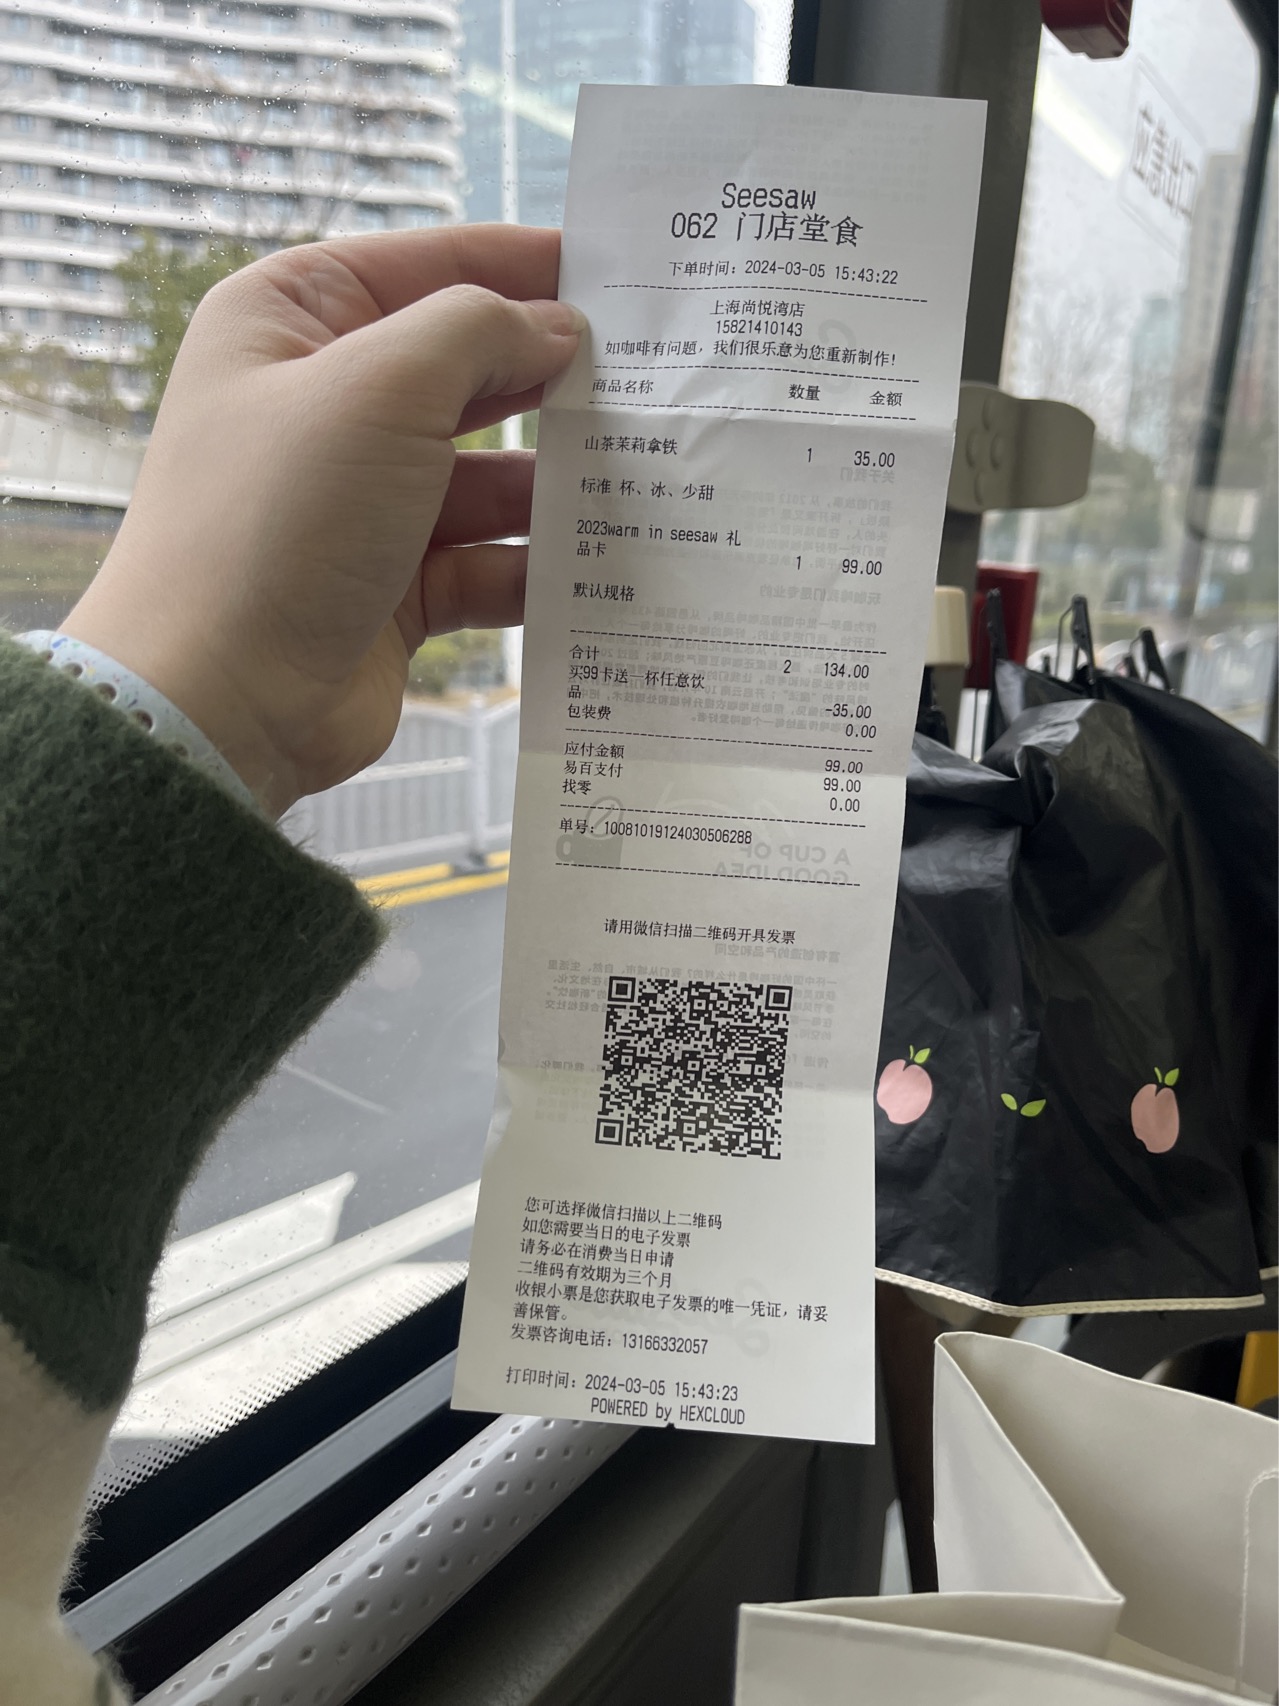 Seesaw
062 门店堂食
下单时间：2024-03-05 15:43:22
上海尚悦湾店
15821410143
如咖啡有问题，我们很乐意为您重新制作！
商品名称 数量 金额
山茶茉莉拿铁 1 35.00
标准 杯、冰、少甜
2023warm in seesaw 礼
品卡 1 99.00
默认规格
合计 2 134.00
买99卡送一杯任意饮
品 -35.00
包装费 0.00
应付金额 99.00
易百支付 99.00
找零 0.00
单号：10081019124030506288
A CUP OF
GOOD IDEA
请用微信扫描二维码开具发票
您可选择微信扫描以上二维码
如您需要当日的电子发票
请务必在消费当日申请
二维码有效期为三个月
收银小票是您获取电子发票的唯一凭证，请妥
善保管。
发票咨询电话：13166332057
打印时间：2024-03-05 15:43:23
POWERED by HEXCLOUD